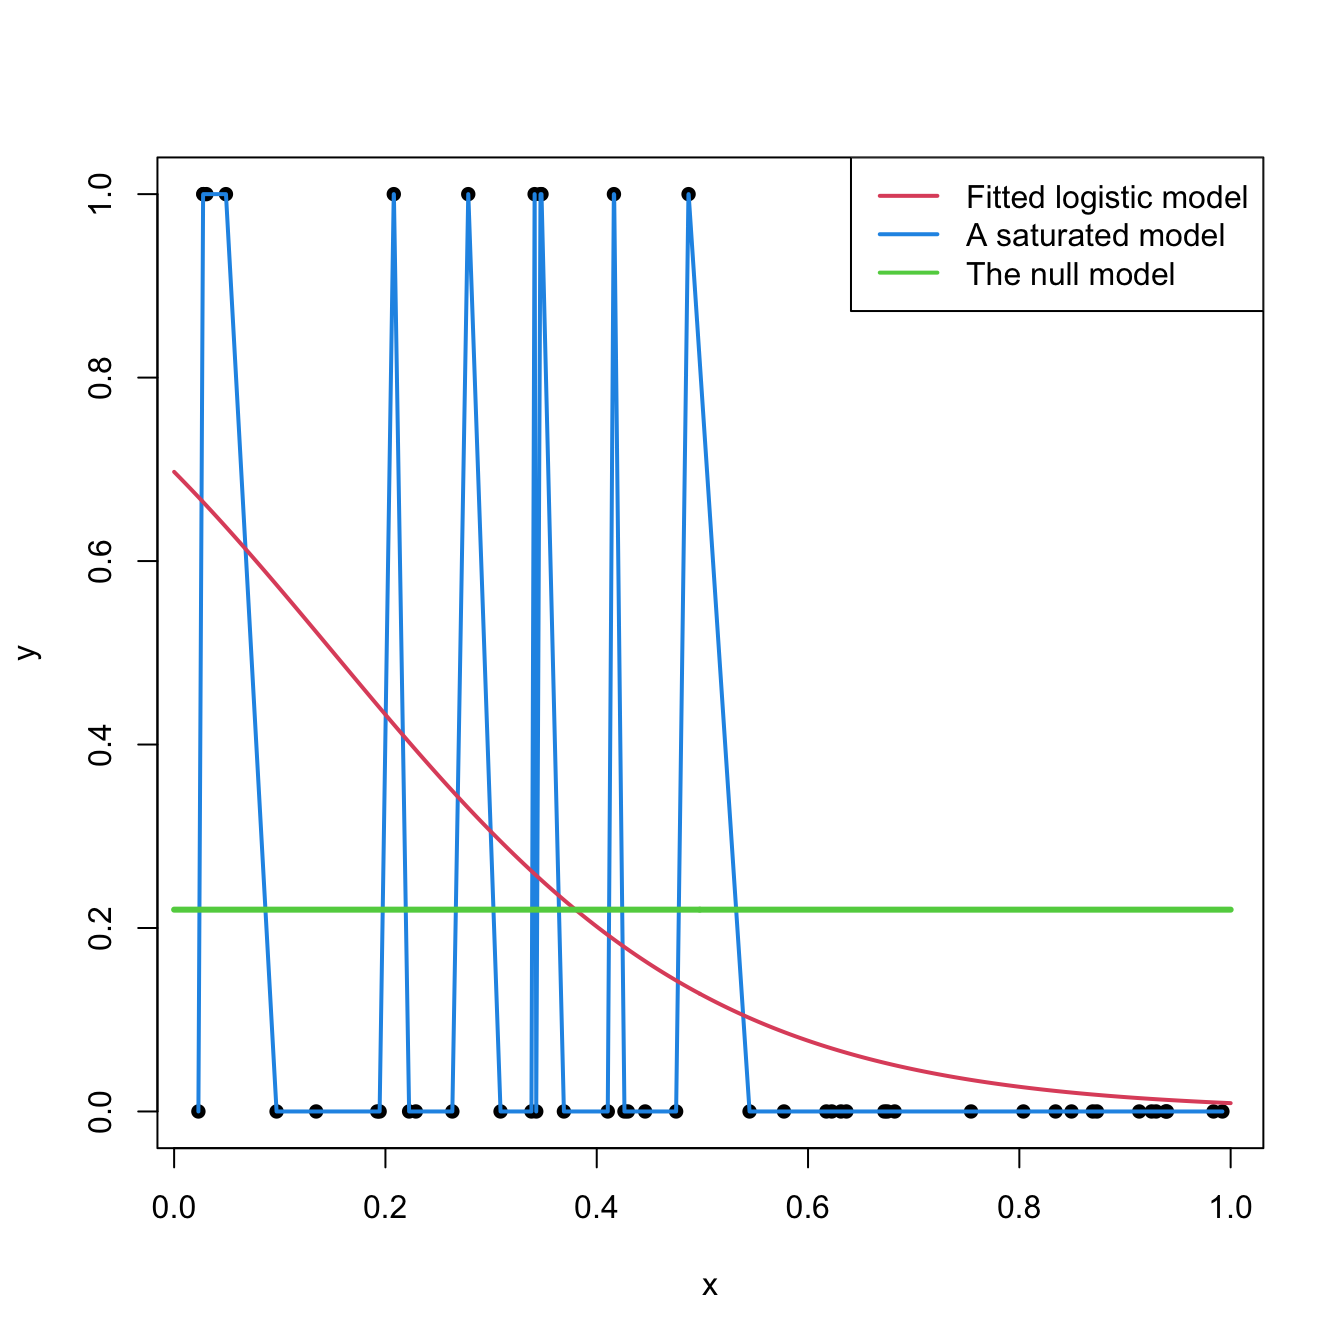 Fitted logistic model
A saturated model
The null model
1.0
0.8
0.6
0.4
0.2
0.0
y
0.0 0.2 0.4 0.6 0.8 1.0
x